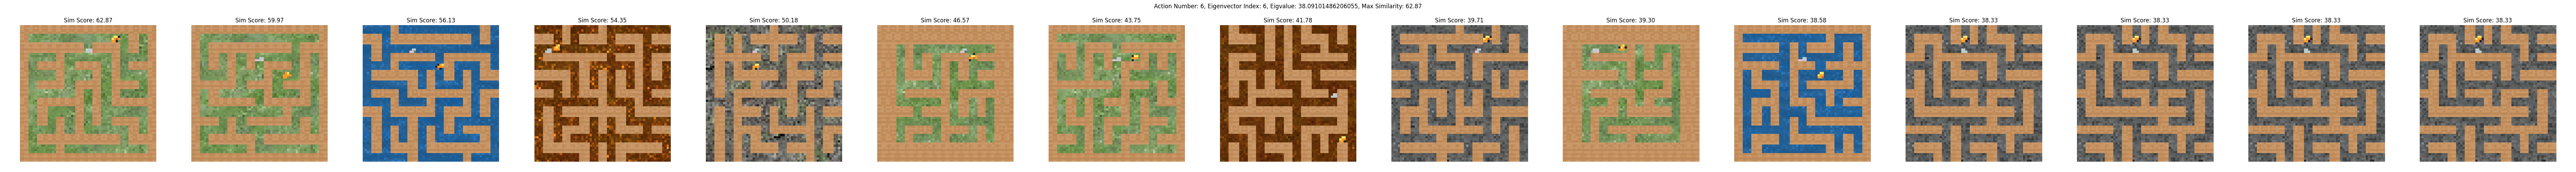 Action Number: 6, Eigenvector Index: 6, Eigvalue: 38.09101486206055, Max Similarity: 62.87
Sim Score: 62.87
Sim Score: 59.97
Sim Score: 56.13
Sim Score: 54.35
Sim Score: 50.18
Sim Score: 46.57
Sim Score: 43.75
Sim Score: 41.78
Sim Score: 39.71
Sim Score: 39.30
Sim Score: 38.58
Sim Score: 38.33
Sim Score: 38.33
Sim Score: 38.33
Sim Score: 38.33